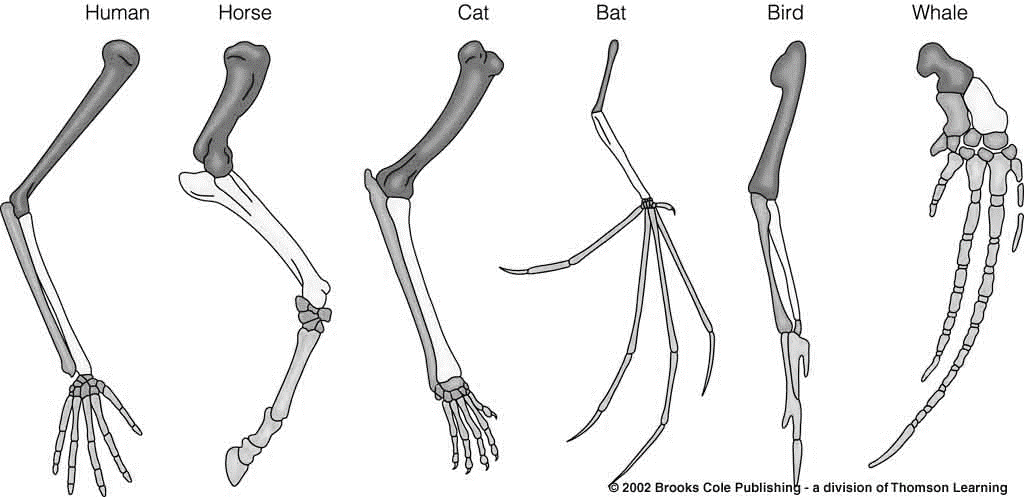 Human Horse Cat Bat Bird Whale
© 2002 Brooks Cole Publishing - a division of Thomson Learning